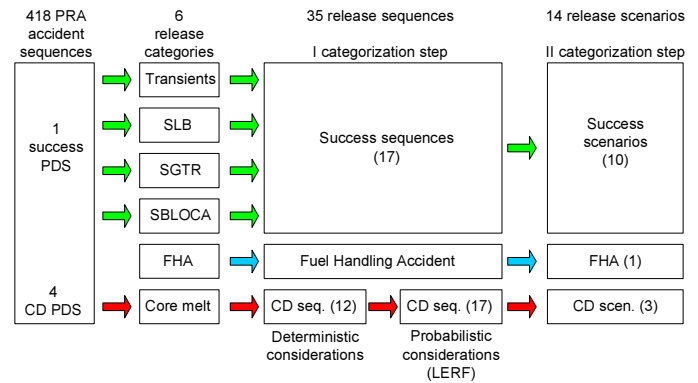 418 PRA
accident
sequences
6
release
categories
35 release sequences
14 release scenarios
I categorization step
II categorization step
1
success
PDS
4
CD PDS
Transients
SLB
SGTR
SBLOCA
FHA
Core melt
Success sequences
(17)
Success
scenarios
(10)
Fuel Handling Accident
FHA (1)
CD seq. (12)
CD seq. (17)
CD scen. (3)
Deterministic
considerations
Probabilistic
considerations
(LERF)